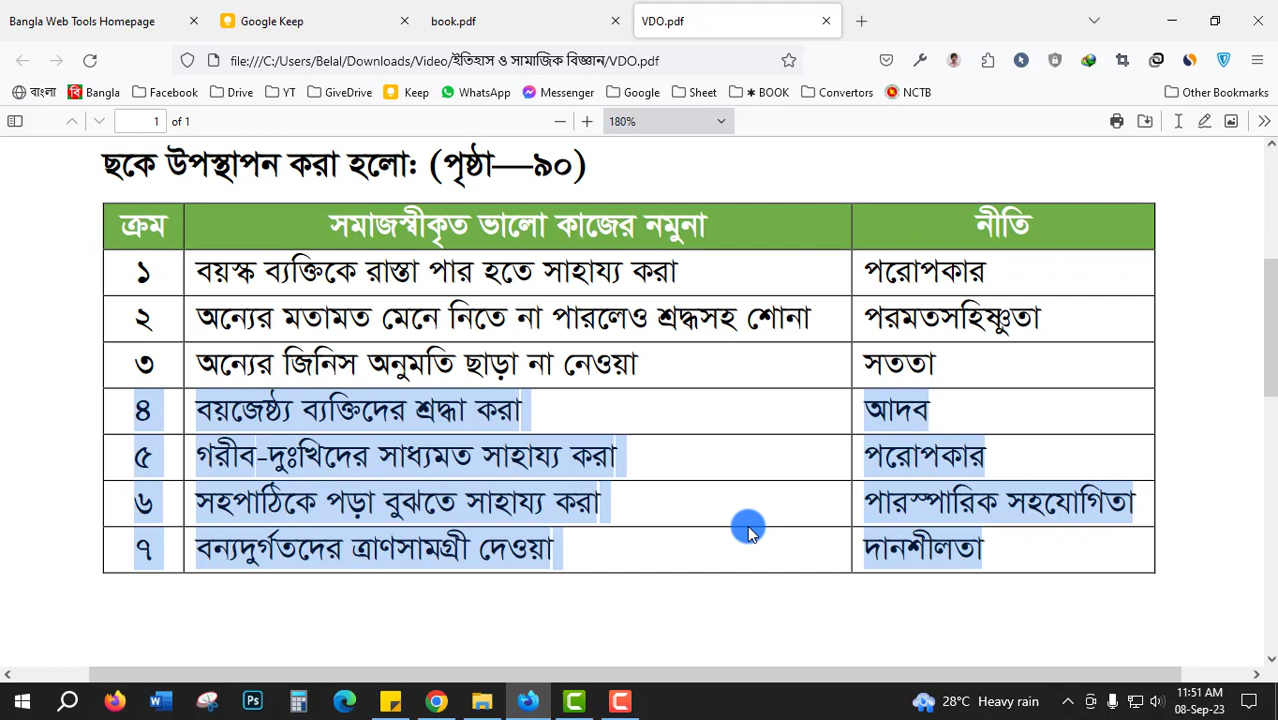 Bangla Web Tools Homepage
Google Keep
book.pdf
VDO.pdf
file:///C:/Users/Belal/Downloads/Video/ইতিহাস ও সামাজিক বিজ্ঞান/VDO.pdf
বাংলা Bangla Facebook Drive YT GiveDrive Keep WhatsApp Messenger Google Sheet ✱ BOOK Convertors NCTB Other Bookmarks
1 of 1 180%
ছকে উপস্থাপন করা হলো: (পৃষ্ঠা—৯০)
ক্রম সমাজস্বীকৃত ভালো কাজের নমুনা নীতি
১ বয়স্ক ব্যক্তিকে রাস্তা পার হতে সাহায্য করা পরোপকার
২ অন্যের মতামত মেনে নিতে না পারলেও শ্রদ্ধসহ শোনা পরমতসহিষ্ণুতা
৩ অন্যের জিনিস অনুমতি ছাড়া না নেওয়া সততা
৪ বয়জেষ্ঠ্য ব্যক্তিদের শ্রদ্ধা করা আদব
৫ গরীব-দুঃখিদের সাধ্যমত সাহায্য করা পরোপকার
৬ সহপাঠিকে পড়া বুঝতে সাহায্য করা পারস্পারিক সহযোগিতা
৭ বন্যদুর্গতদের ত্রাণসামগ্রী দেওয়া দানশীলতা
28°C Heavy rain
11:51 AM
08-Sep-23